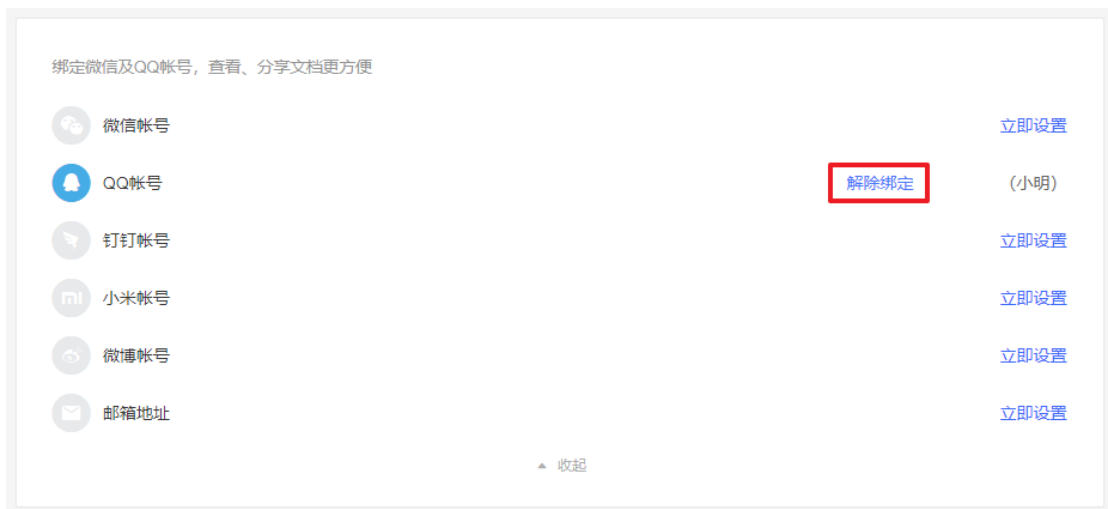 绑定微信及QQ帐号，查看、分享文档更方便
微信帐号 立即设置
QQ帐号 解除绑定 （小明）
钉钉帐号 立即设置
小米帐号 立即设置
微博帐号 立即设置
邮箱地址 立即设置
收起